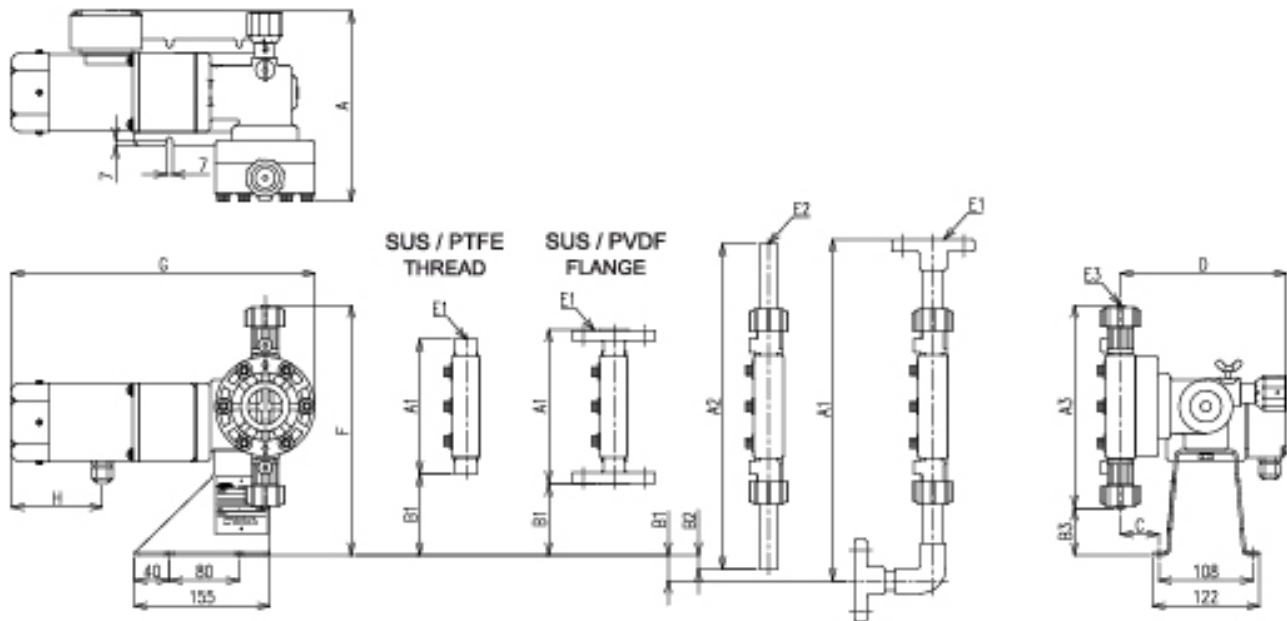 A
7
7
SUS / PTFE
THREAD
SUS / PVDF
FLANGE
G
F
H
40
80
155
E1
A1
B1
E1
A1
B1
E2
A2
B1
B2
E1
A1
D
E3
A3
B3
C
108
122